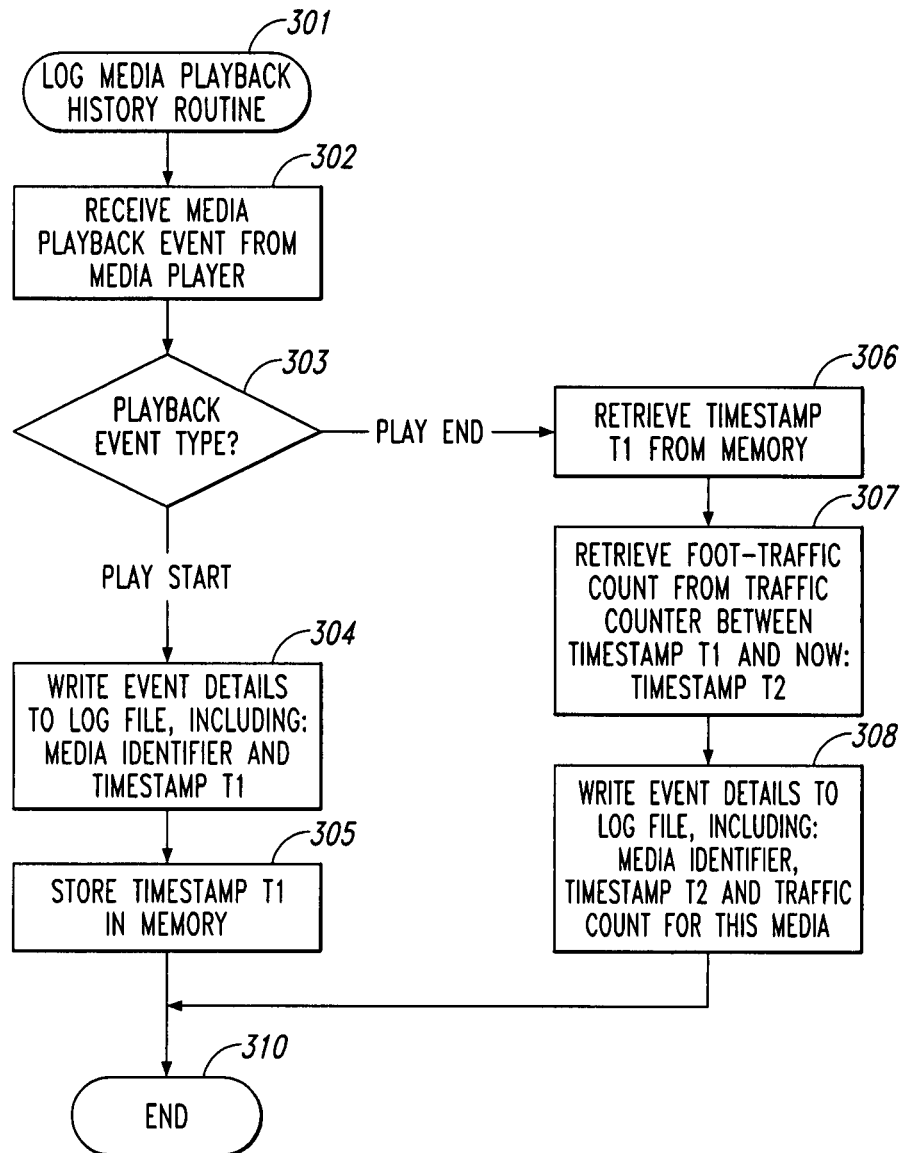 301
LOG MEDIA PLAYBACK
HISTORY ROUTINE
302
RECEIVE MEDIA
PLAYBACK EVENT FROM
MEDIA PLAYER
303
PLAYBACK
EVENT TYPE?
PLAY END
PLAY START
304
WRITE EVENT DETAILS
TO LOG FILE, INCLUDING:
MEDIA IDENTIFIER AND
TIMESTAMP T1
305
STORE TIMESTAMP T1
IN MEMORY
306
RETRIEVE TIMESTAMP
T1 FROM MEMORY
307
RETRIEVE FOOT-TRAFFIC
COUNT FROM TRAFFIC
COUNTER BETWEEN
TIMESTAMP T1 AND NOW:
TIMESTAMP T2
308
WRITE EVENT DETAILS TO
LOG FILE, INCLUDING:
MEDIA IDENTIFIER,
TIMESTAMP T2 AND TRAFFIC
COUNT FOR THIS MEDIA
310
END